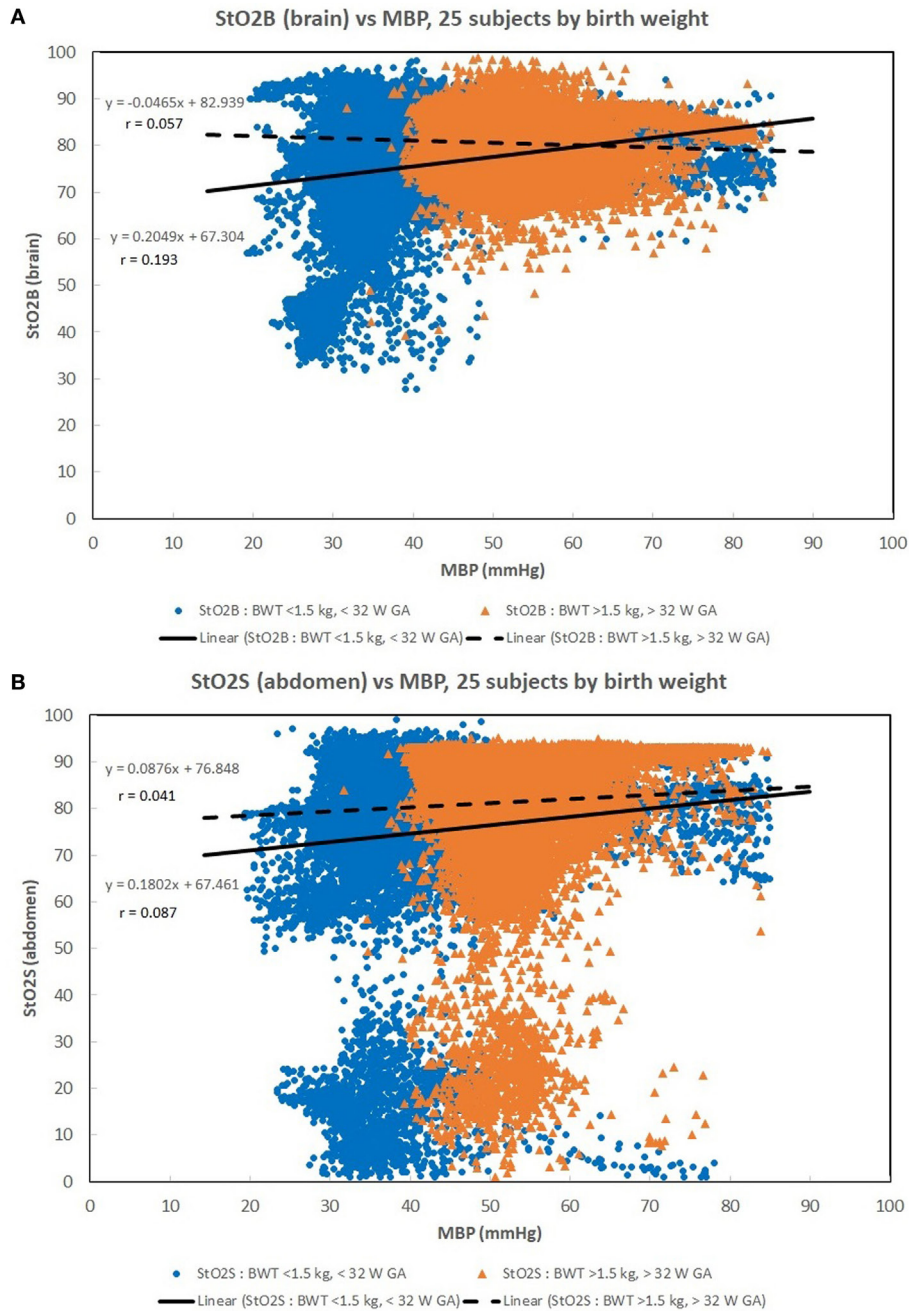 A
StO2B (brain) vs MBP, 25 subjects by birth weight
100
90
80
70
60
50
40
30
20
10
0
StO2B (brain)
y = -0.0465x + 82.939
r = 0.057
y = 0.2049x + 67.304
r = 0.193
0 10 20 30 40 50 60 70 80 90 100
MBP (mmHg)
StO2B : BWT <1.5 kg, < 32 W GA StO2B : BWT >1.5 kg, > 32 W GA
Linear (StO2B : BWT <1.5 kg, < 32 W GA) Linear (StO2B : BWT >1.5 kg, > 32 W GA)
B
StO2S (abdomen) vs MBP, 25 subjects by birth weight
100
90
80
70
60
50
40
30
20
10
0
StO2S (abdomen)
y = 0.0876x + 76.848
r = 0.041
y = 0.1802x + 67.461
r = 0.087
0 10 20 30 40 50 60 70 80 90 100
MBP (mmHg)
StO2S : BWT <1.5 kg, < 32 W GA StO2S : BWT >1.5 kg, > 32 W GA
Linear (StO2S : BWT <1.5 kg, < 32 W GA) Linear (StO2S : BWT >1.5 kg, > 32 W GA)